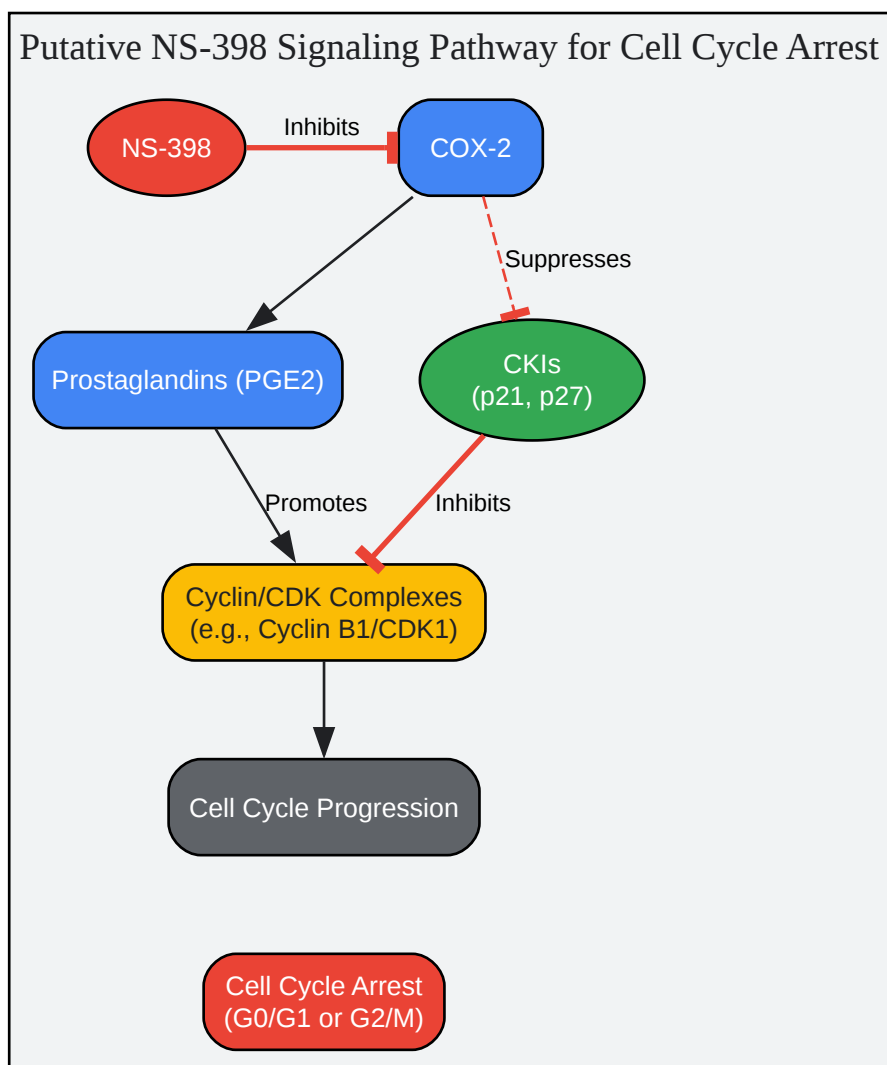 Putative NS-398 Signaling Pathway for Cell Cycle Arrest
Inhibits
NS-398
COX-2
Suppresses
CKIs
(p21, p27)
Prostaglandins (PGE2)
Promotes
Inhibits
Cyclin/CDK Complexes
(e.g., Cyclin B1/CDK1)
Cell Cycle Progression
Cell Cycle Arrest
(G0/G1 or G2/M)